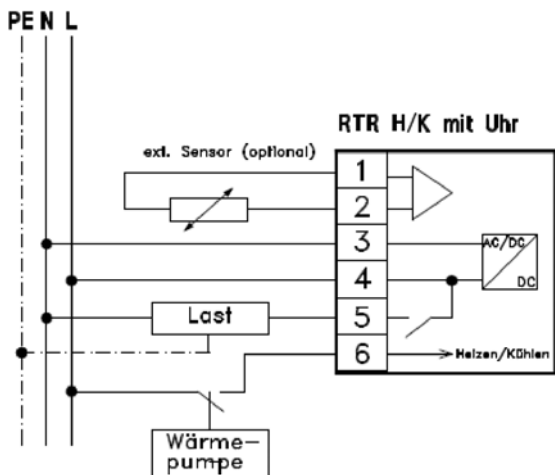 PE N L
RTR H/K mit Uhr
ext. Sensor (optional)
1
2
3
AC/DC
DC
4
Last
5
6
Heizen/Kühlen
Wärme-
pumpe